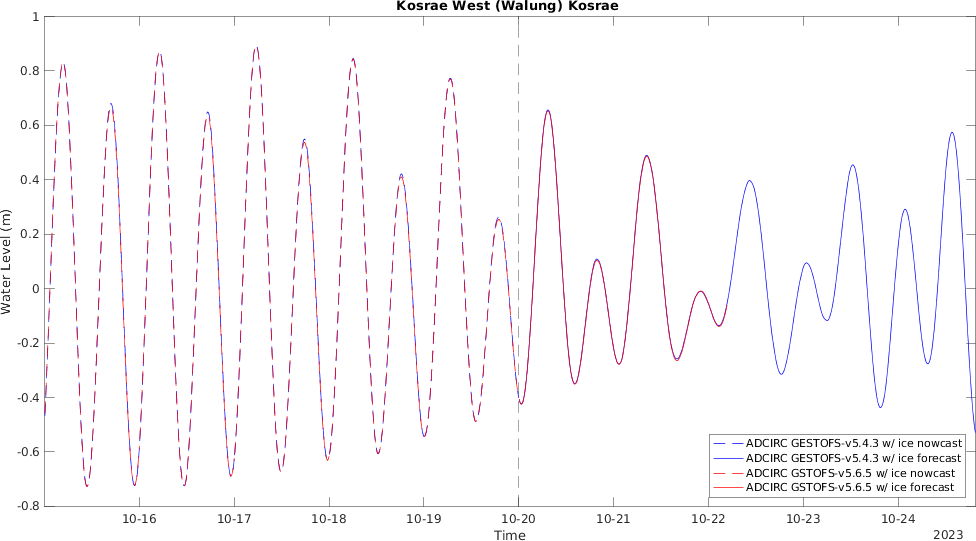 Kosrae West (Walung) Kosrae
1
0.8
0.6
0.4
0.2
0
-0.2
-0.4
-0.6
-0.8
Water Level (m)
10-16 10-17 10-18 10-19 10-20 10-21 10-22 10-23 10-24
Time
2023
ADCIRC GESTOFS-v5.4.3 w/ ice nowcast
ADCIRC GESTOFS-v5.4.3 w/ ice forecast
ADCIRC GSTOFS-v5.6.5 w/ ice nowcast
ADCIRC GSTOFS-v5.6.5 w/ ice forecast